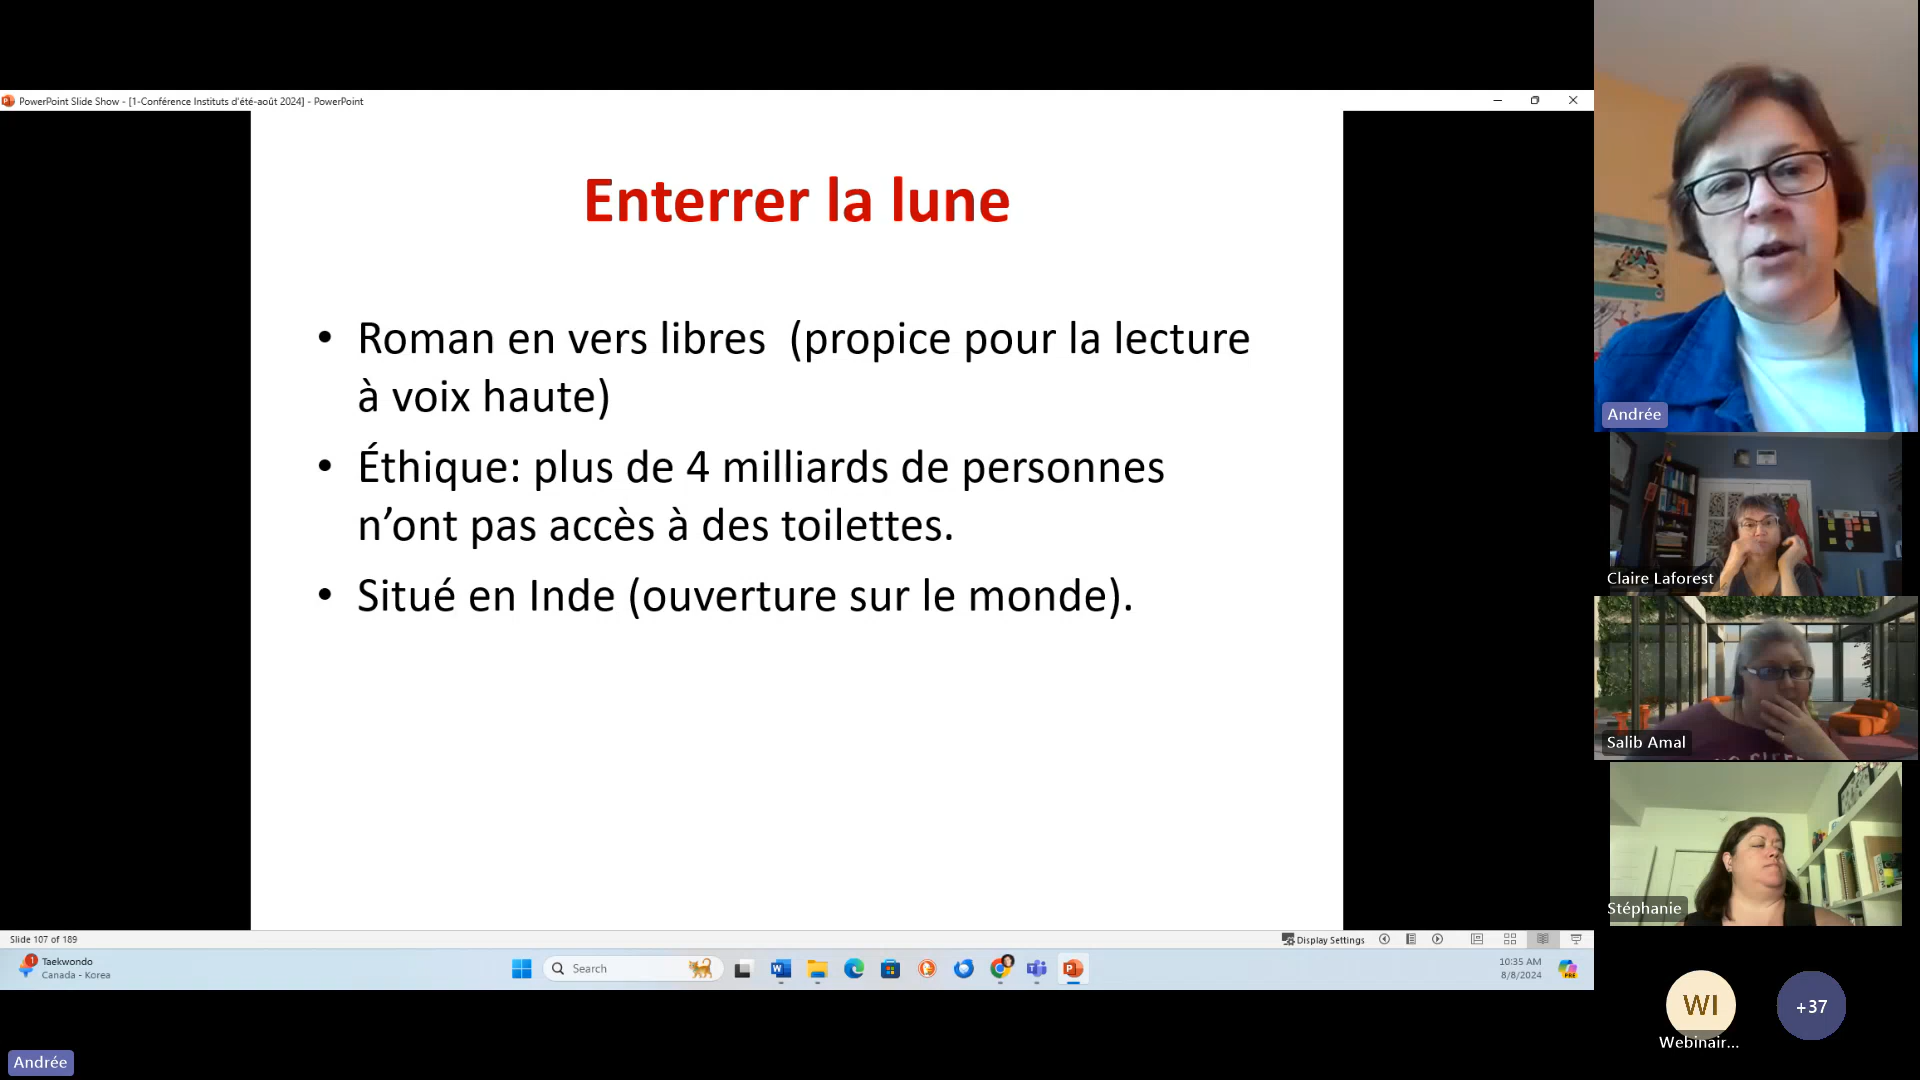 PowerPoint Slide Show - [1-Conférence Instituts d'été-août 2024] - PowerPoint
Enterrer la lune
• Roman en vers libres (propice pour la lecture
à voix haute)
• Éthique: plus de 4 milliards de personnes
n’ont pas accès à des toilettes.
• Situé en Inde (ouverture sur le monde).
Slide 107 of 189
Display Settings
1
Taekwondo
Canada - Korea
Search
10:35 AM
8/8/2024
PRE
Andrée
Andrée
Claire Laforest
Salib Amal
Stéphanie
WI
Webinair...
+37